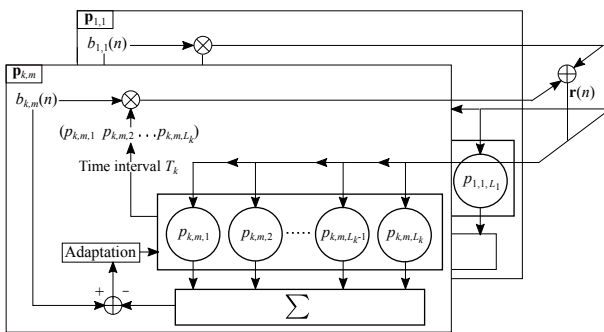 p1,1
b1,1(n)
pk,m
bk,m(n)
r(n)
(pk,m,1 pk,m,2 ...pk,m,Lk)
Time interval Tk
p1,1,L1
pk,m,1 pk,m,2 ..... pk,m,Lk-1 pk,m,Lk
Adaptation
+ -
∑